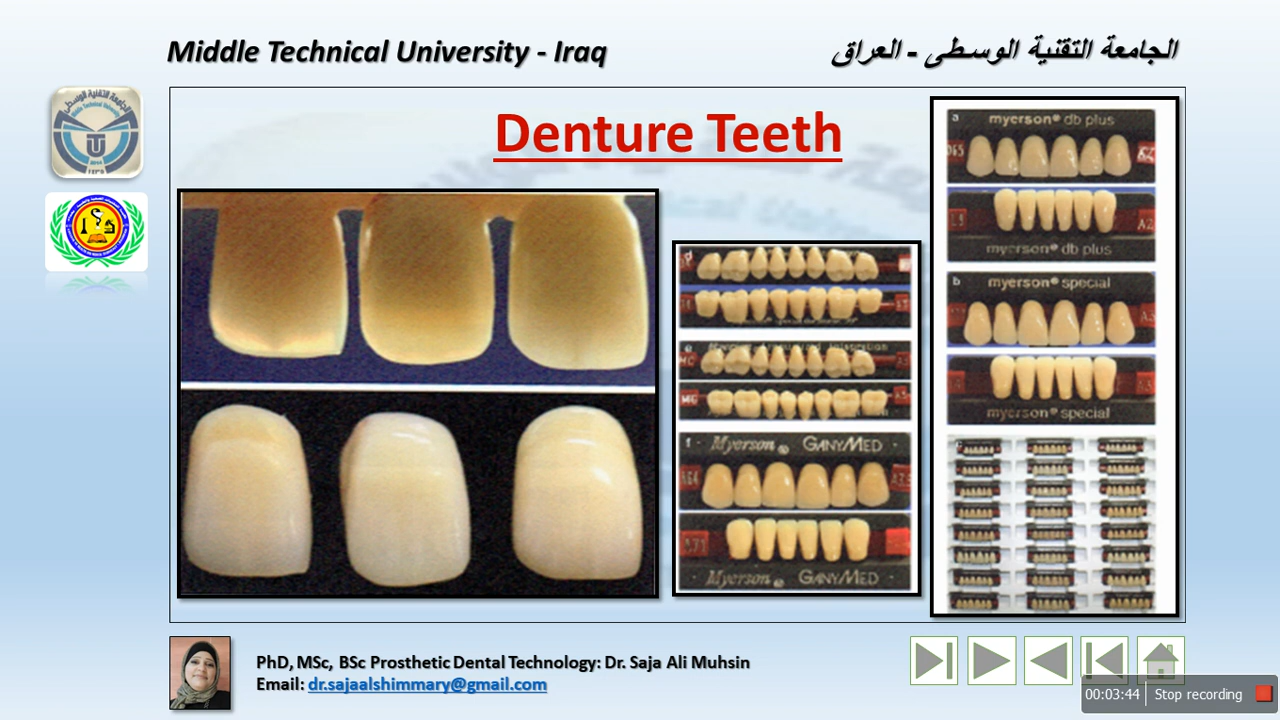 Middle Technical University - Iraq
الجامعة التقنية الوسطى - العراق
Denture Teeth
a
myerson® db plus
A2
myerson® db plus
b
myerson® special
myerson® special
d
e
f
Myerson® GANYMED
Myerson® GANYMED
PhD, MSc, BSc Prosthetic Dental Technology: Dr. Saja Ali Muhsin
Email: dr.sajaalshimmary@gmail.com
00:03:44
Stop recording